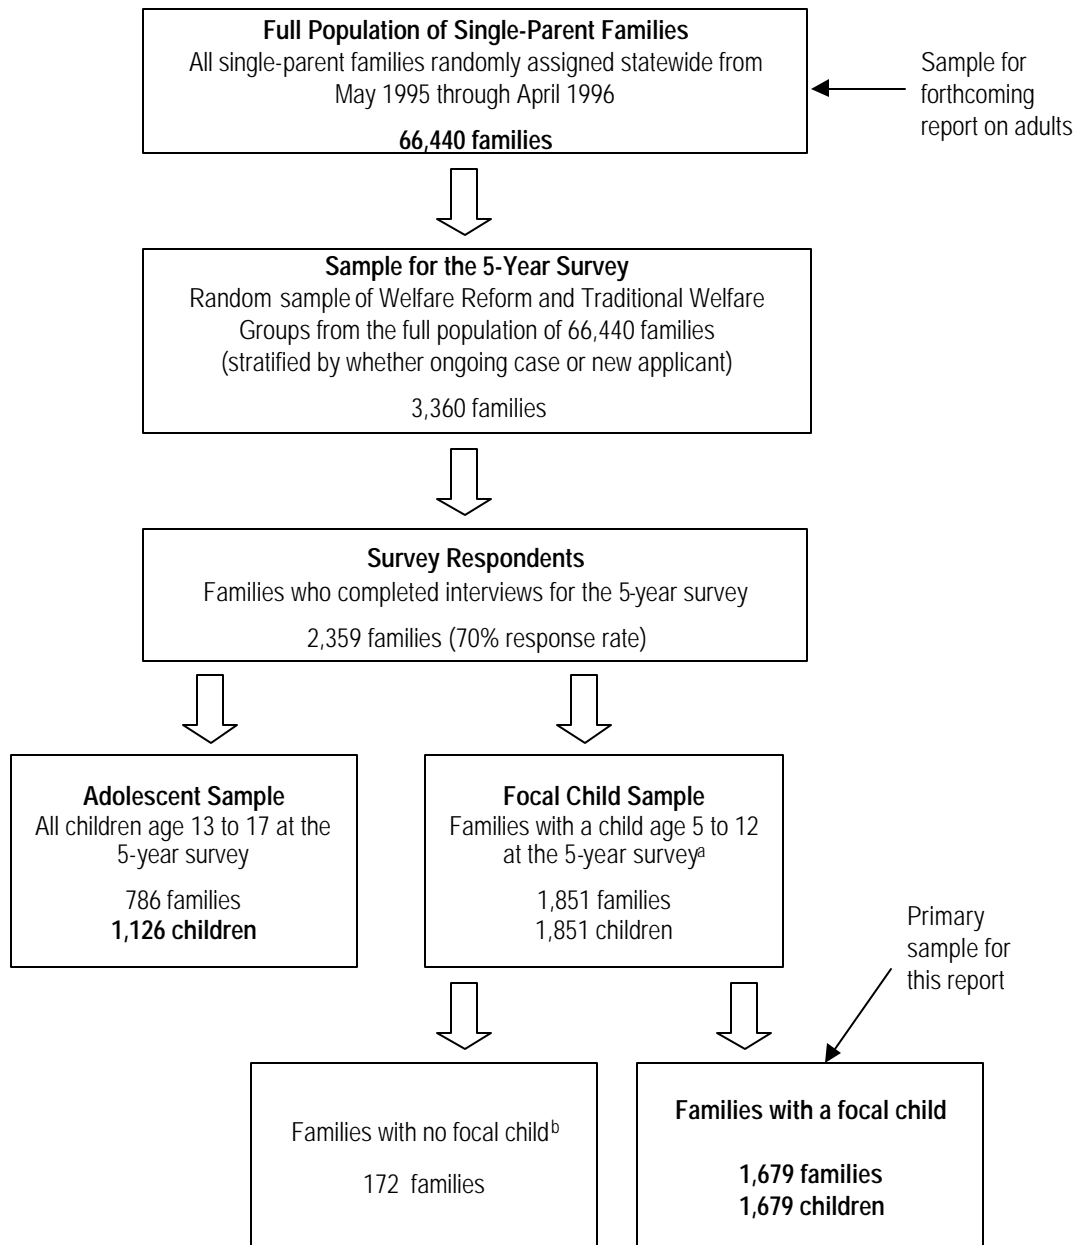 Full Population of Single-Parent Families
All single-parent families randomly assigned statewide from
May 1995 through April 1996
66,440 families
Sample for
forthcoming
report on adults
Sample for the 5-Year Survey
Random sample of Welfare Reform and Traditional Welfare
Groups from the full population of 66,440 families
(stratified by whether ongoing case or new applicant)
3,360 families
Survey Respondents
Families who completed interviews for the 5-year survey
2,359 families (70% response rate)
Adolescent Sample
All children age 13 to 17 at the
5-year survey
786 families
1,126 children
Focal Child Sample
Families with a child age 5 to 12
at the 5-year surveyᵃ
1,851 families
1,851 children
Primary
sample for
this report
Families with no focal childᵇ
172 families
Families with a focal child
1,679 families
1,679 children